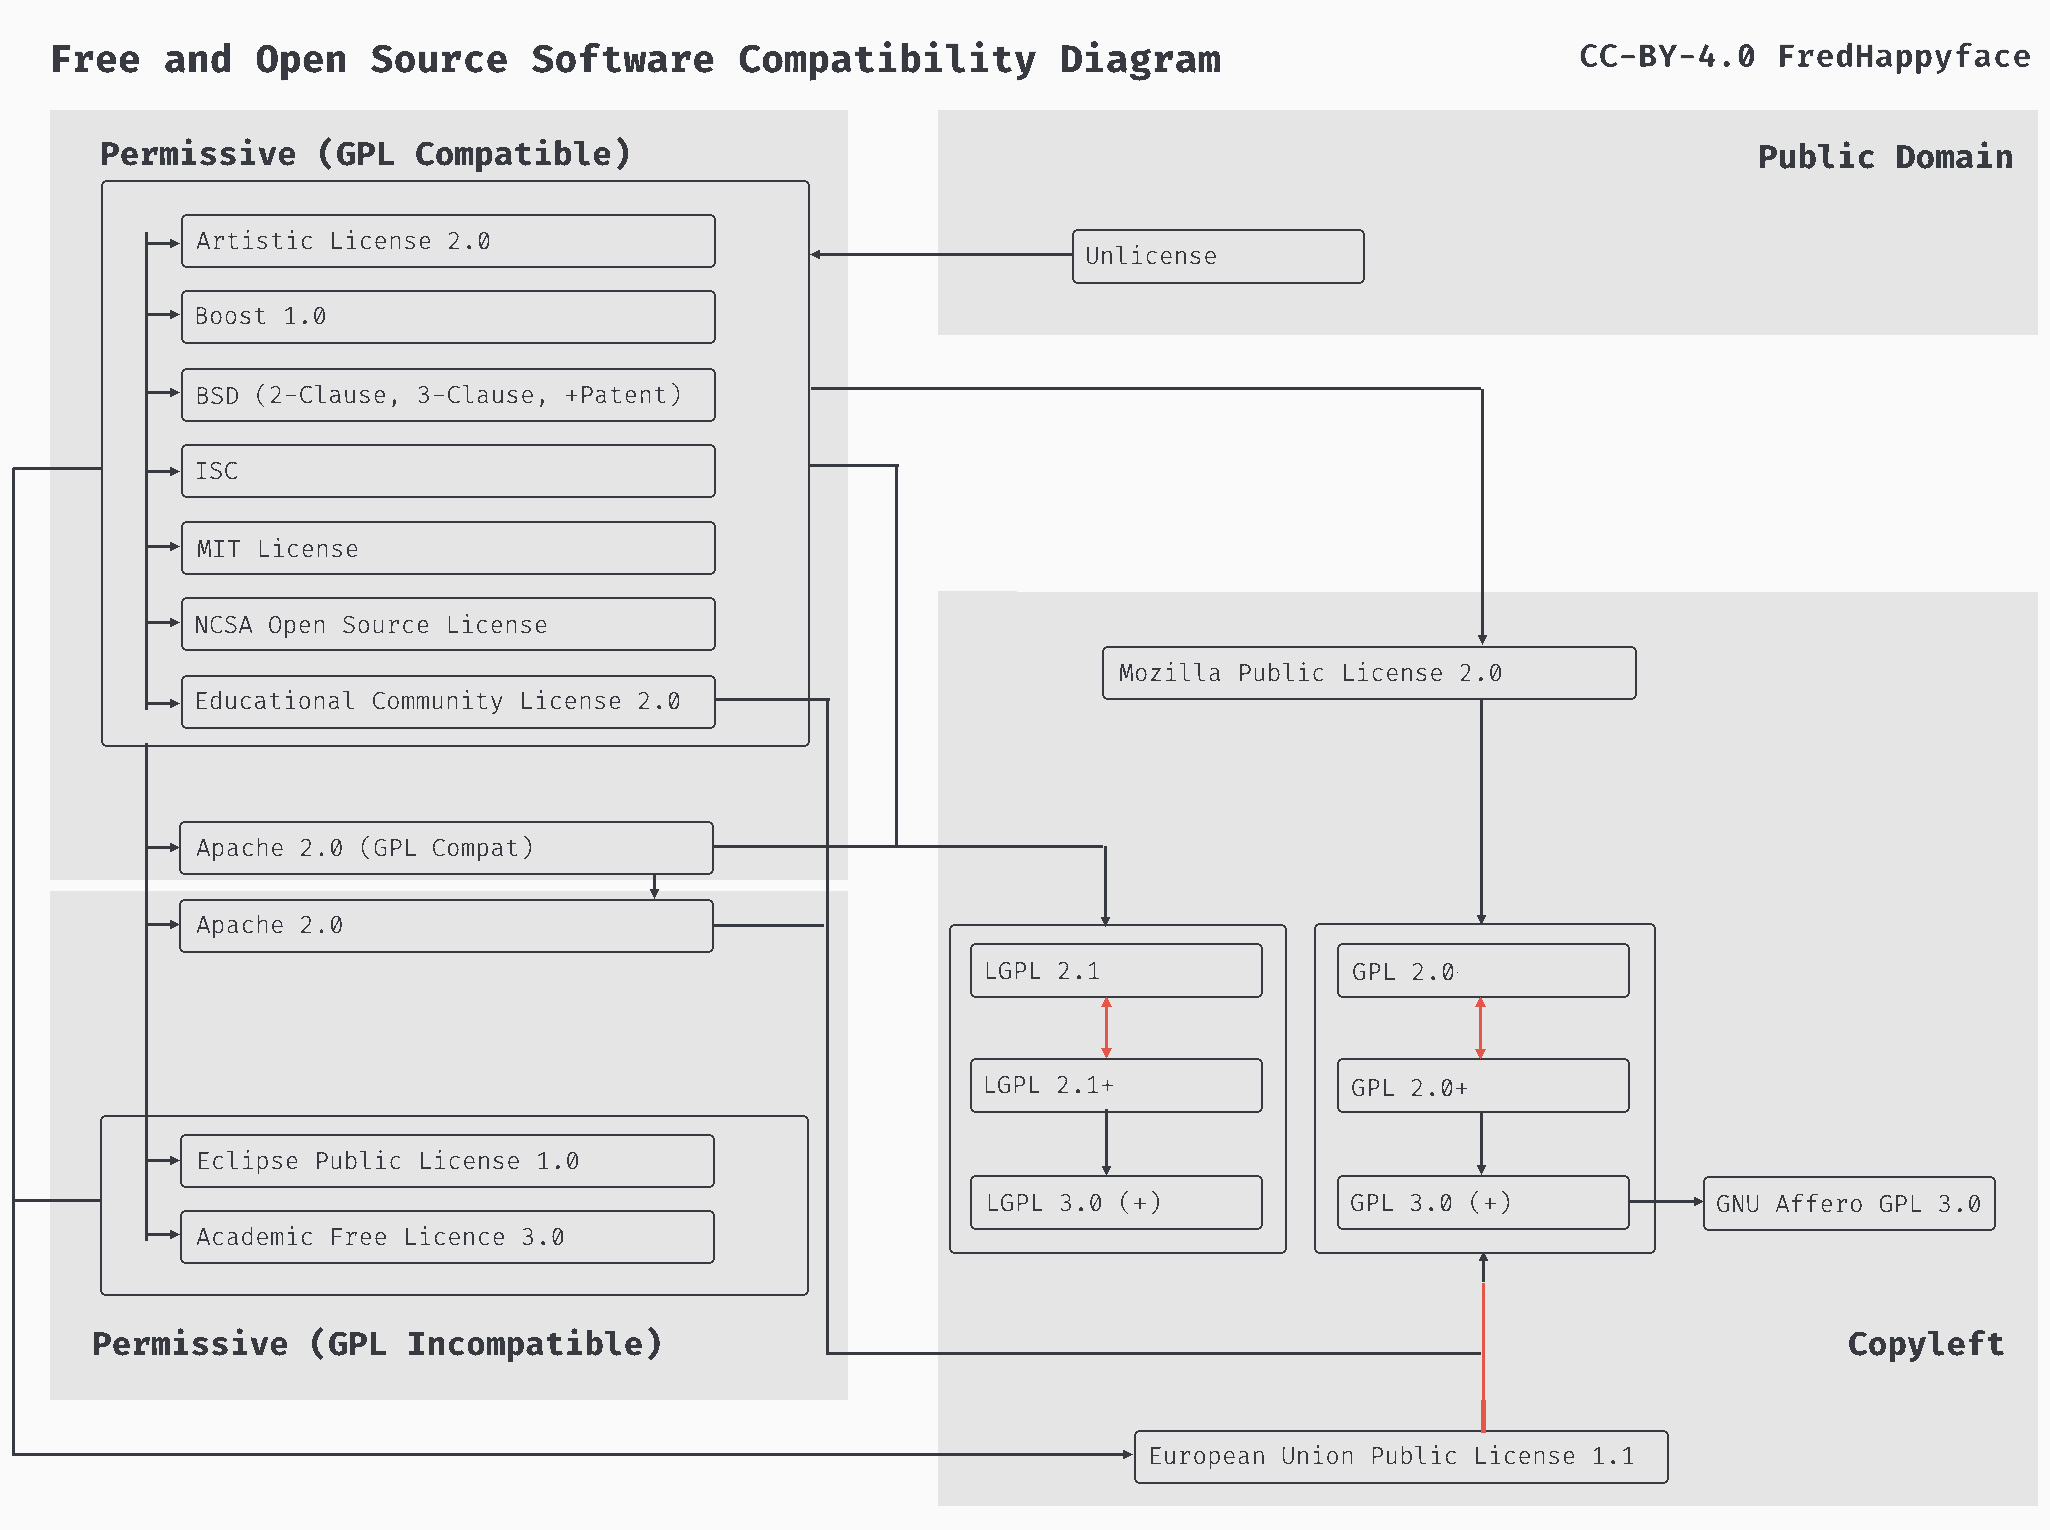 Free and Open Source Software Compatibility Diagram
CC-BY-4.0 FredHappyface
Permissive (GPL Compatible)
Artistic License 2.0
Boost 1.0
BSD (2-Clause, 3-Clause, +Patent)
ISC
MIT License
NCSA Open Source License
Educational Community License 2.0
Apache 2.0 (GPL Compat)
Apache 2.0
Eclipse Public License 1.0
Academic Free Licence 3.0
Permissive (GPL Incompatible)
Public Domain
Unlicense
Mozilla Public License 2.0
LGPL 2.1
LGPL 2.1+
LGPL 3.0 (+)
GPL 2.0
GPL 2.0+
GPL 3.0 (+)
GNU Affero GPL 3.0
Copyleft
European Union Public License 1.1